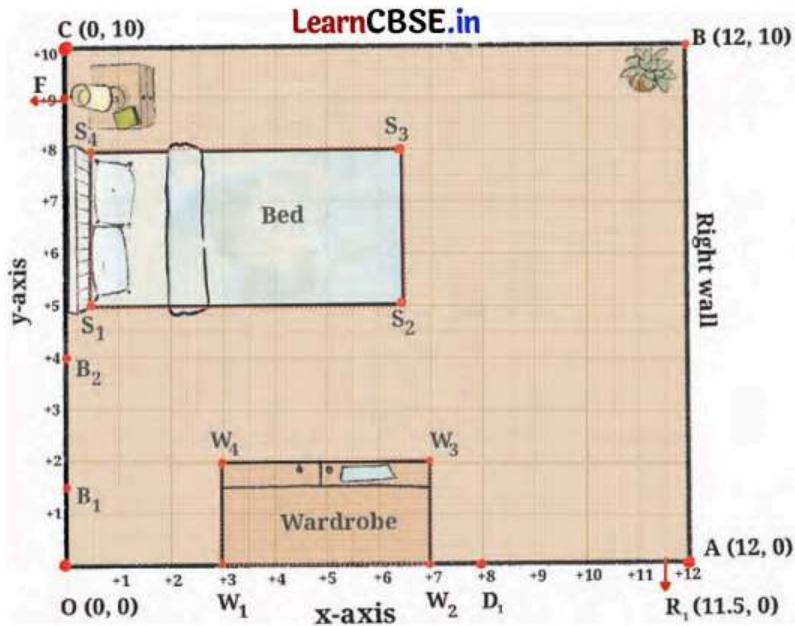 LearnCBSE.in
C (0, 10)
B (12, 10)
+10
F
+9
S4
S3
+8
+7
Bed
+6
Right wall
y-axis
+5
S1
S2
+4
B2
+3
W4
W3
+2
B1
+1
Wardrobe
A (12, 0)
+1 +2 +3 +4 +5 +6 +7 +8 +9 +10 +11 +12
O (0, 0)
W1
x-axis
W2
D1
R1 (11.5, 0)